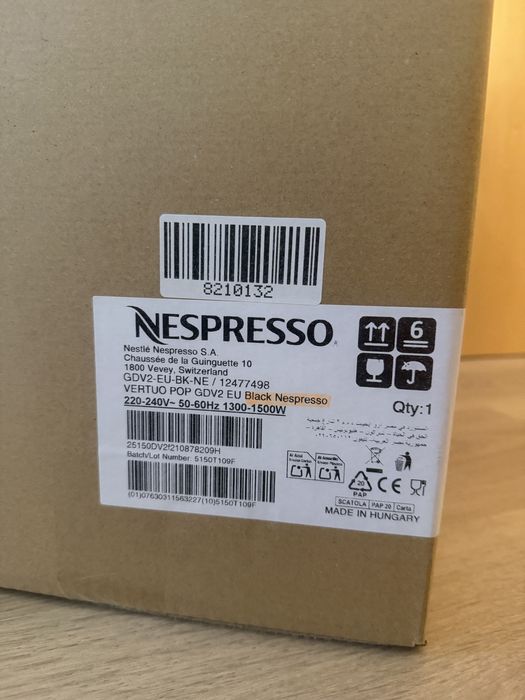 8210132
NESPRESSO
Nestlé Nespresso S.A.
Chaussée de la Guinguette 10
1800 Vevey, Switzerland
GDV2-EU-BK-NE / 12477498
VERTUO POP GDV2 EU Black Nespresso
220-240V~ 50-60Hz 1300-1500W
6
Qty:1
25150DV2f210878209H
Batch/Lot Number: 5150T109F
(01)07630311563227(10)5150T109F
20
PAP
CE
SCATOLA PAP 20 Carta
MADE IN HUNGARY